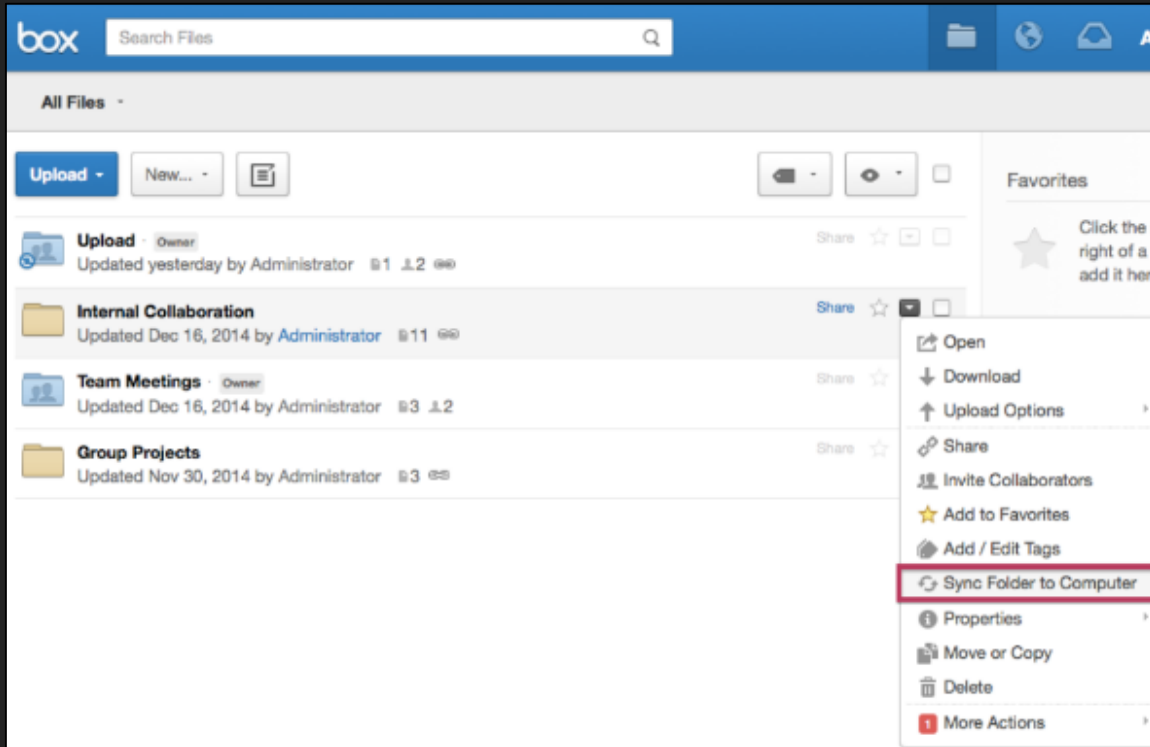 box
Search Files
A
All Files
Upload
New...
Favorites
Click the
right of a
add it her
Upload · Owner
Share
Updated yesterday by Administrator 1 2
Internal Collaboration
Share
Updated Dec 16, 2014 by Administrator 11
Team Meetings · Owner
Share
Updated Dec 16, 2014 by Administrator 3 2
Group Projects
Share
Updated Nov 30, 2014 by Administrator 3
Open
Download
Upload Options
Share
Invite Collaborators
Add to Favorites
Add / Edit Tags
Sync Folder to Computer
Properties
Move or Copy
Delete
1 More Actions